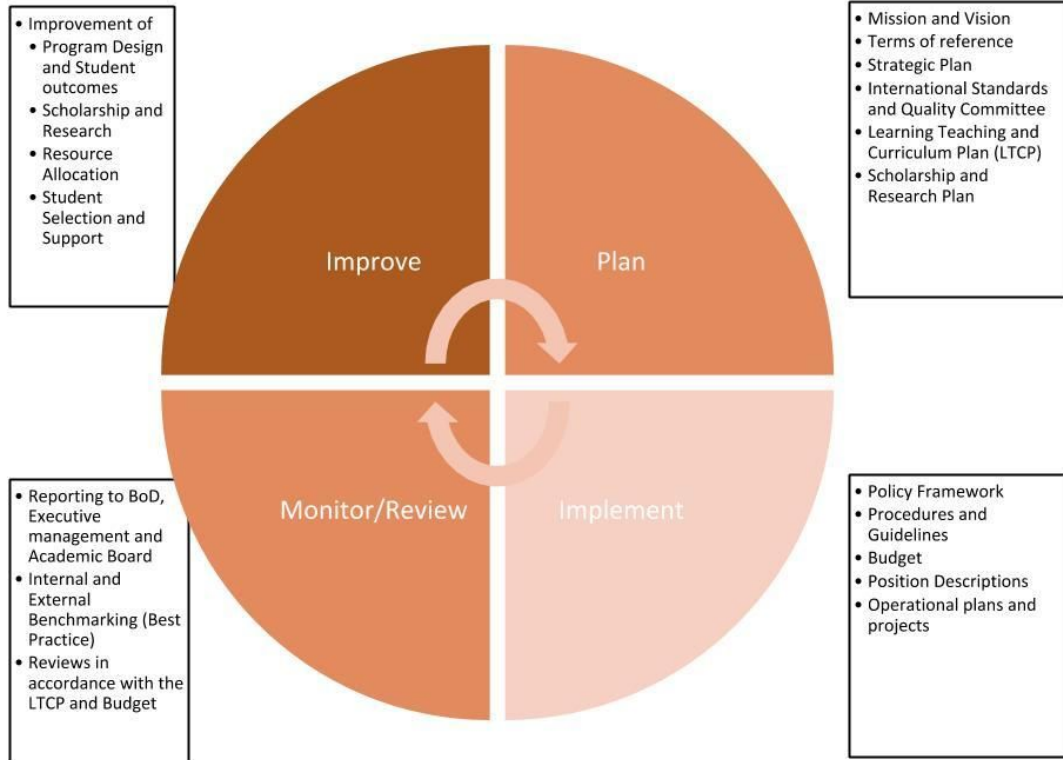 • Improvement of
• Program Design
and Student
outcomes
• Scholarship and
Research
• Resource
Allocation
• Student
Selection and
Support
• Mission and Vision
• Terms of reference
• Strategic Plan
• International Standards
and Quality Committee
• Learning Teaching and
Curriculum Plan (LTCP)
• Scholarship and
Research Plan
Improve
Plan
Monitor/Review
Implement
• Reporting to BoD,
Executive
management and
Academic Board
• Internal and
External
Benchmarking (Best
Practice)
• Reviews in
accordance with the
LTCP and Budget
• Policy Framework
• Procedures and
Guidelines
• Budget
• Position Descriptions
• Operational plans and
projects